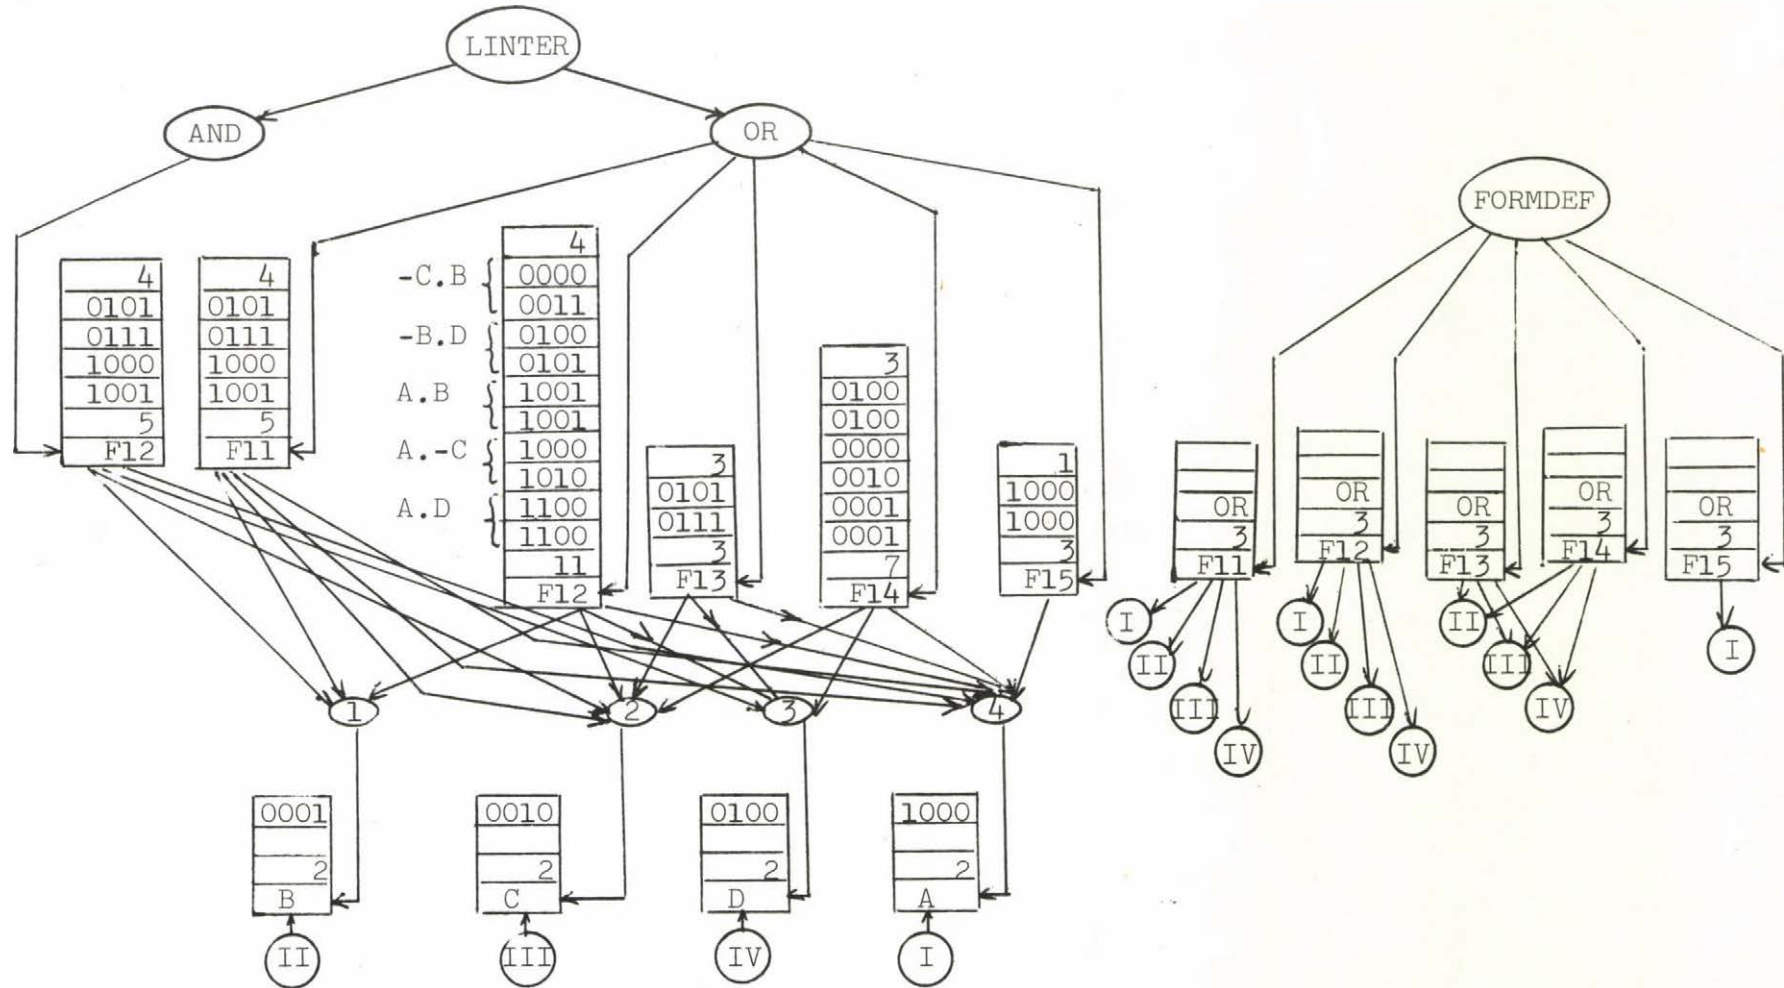 LINTER
AND
OR
FORMDEF
4
0101
0111
1000
1001
5
F12
4
0101
0111
1000
1001
5
F11
-C.B
-B.D
A.B
A.-C
A.D
4
0000
0011
0100
0101
1001
1001
1000
1010
1100
1100
11
F12
3
0101
0111
3
F13
3
0100
0100
0000
0010
0001
0001
7
F14
1
1000
1000
3
F15
OR
3
F11
OR
3
F12
OR
3
F13
OR
3
F14
3
F15
I
II
III
IV
I
II
III
IV
II
III
IV
I
1
2
3
4
0001
2
B
II
0010
2
C
III
0100
2
D
IV
1000
2
A
I